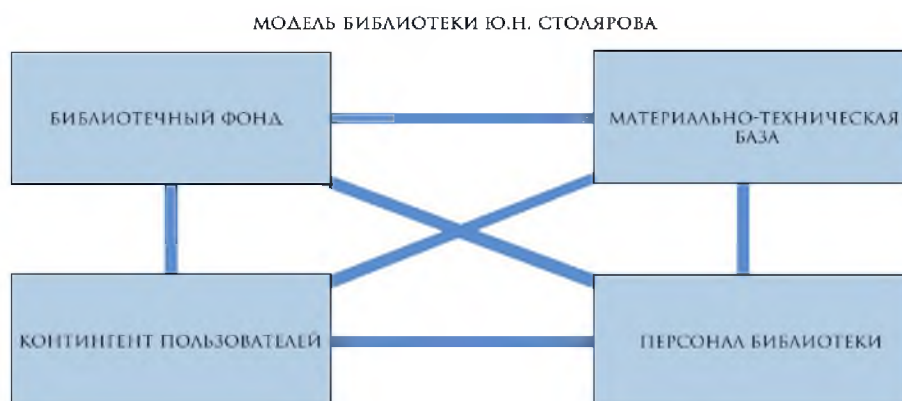 МОДЕЛЬ БИБЛИОТЕКИ Ю.Н. СТОЛЯРОВА
БИБЛИОТЕЧНЫЙ ФОНД
МАТЕРИАЛЬНО-ТЕХНИЧЕСКАЯ
БАЗА
КОНТИНГЕНТ ПОЛЬЗОВАТЕЛЕЙ
ПЕРСОНАЛ БИБЛИОТЕКИ